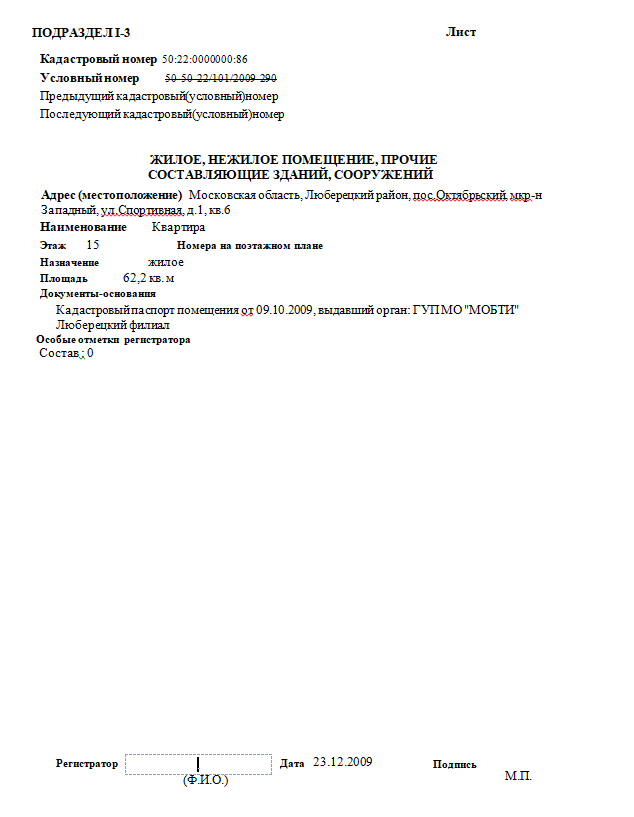 ПОДРАЗДЕЛ I-3 Лист
Кадастровый номер 50:22:0000000:86
Условный номер 50-50-22/101/2009-290
Предыдущий кадастровый(условный)номер
Последующий кадастровый(условный)номер
ЖИЛОЕ, НЕЖИЛОЕ ПОМЕЩЕНИЕ, ПРОЧИЕ
СОСТАВЛЯЮЩИЕ ЗДАНИЙ, СООРУЖЕНИЙ
Адрес (местоположение) Московская область, Люберецкий район, пос.Октябрьский, мкр-н
Западный, ул.Спортивная, д.1, кв.6
Наименование Квартира
Этаж 15 Номера на поэтажном плане
Назначение жилое
Площадь 62,2 кв. м
Документы-основания
Кадастровый паспорт помещения от 09.10.2009, выдавший орган: ГУП МО "МОБТИ"
Люберецкий филиал
Особые отметки регистратора
Состав.: 0
Регистратор Дата 23.12.2009 Подпись
(Ф.И.О.) М.П.